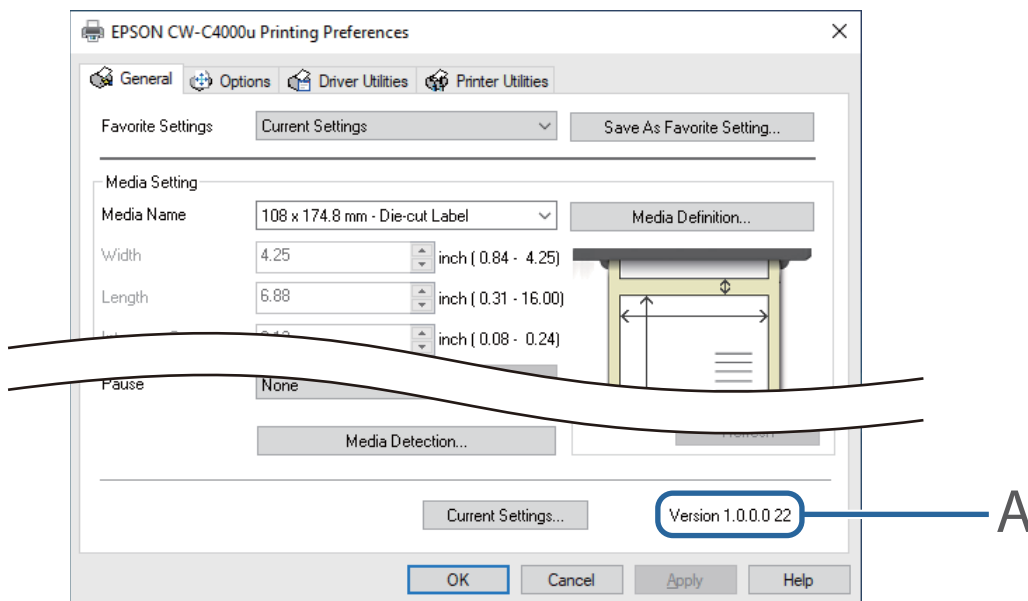 EPSON CW-C4000u Printing Preferences
General Options Driver Utilities Printer Utilities
Favorite Settings Current Settings Save As Favorite Setting...
Media Setting
Media Name 108 x 174.8 mm - Die-cut Label Media Definition...
Width 4.25 inch ( 0.84 - 4.25)
Length 6.88 inch ( 0.31 - 16.00)
inch ( 0.08 - 0.24)
Pause None
Media Detection...
Current Settings... Version 1.0.0.0 22 A
OK Cancel Apply Help